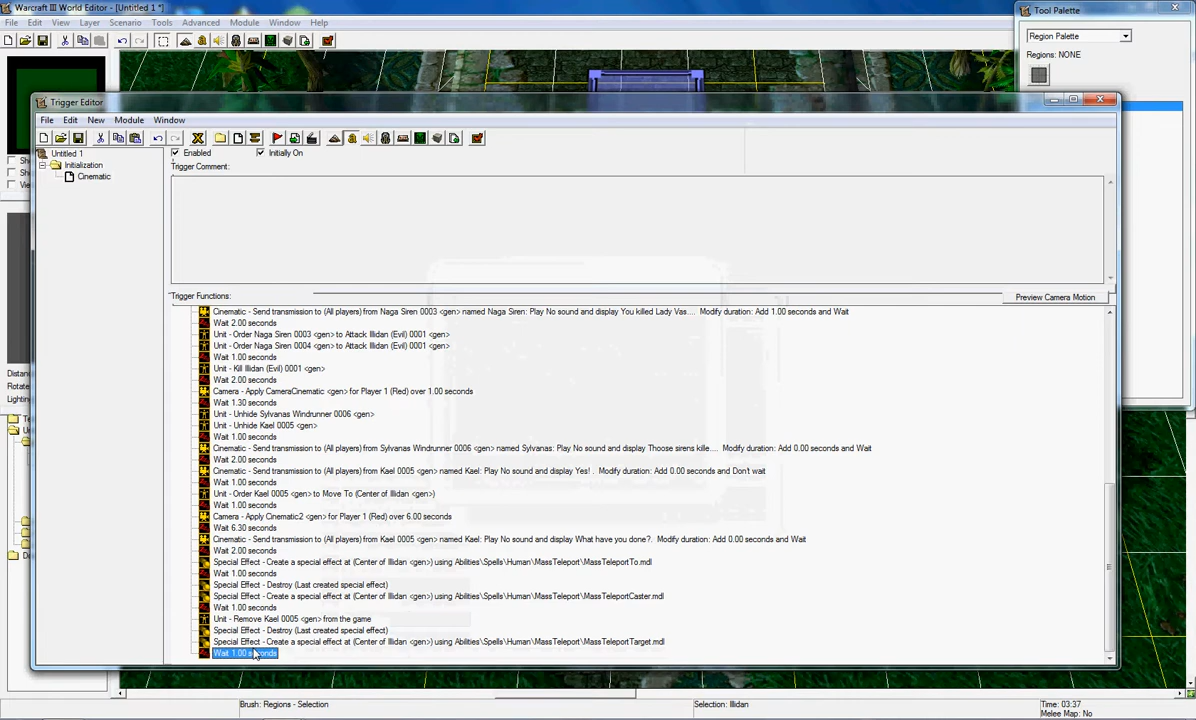 Warcraft III World Editor - [Untitled 1 *]
File Edit View Layer Scenario Tools Advanced Module Window Help
Tool Palette
Region Palette
Regions: NONE
Trigger Editor
File Edit New Module Window
Untitled 1
Initialization
Cinematic
Enabled
Initially On
Trigger Comment:
Trigger Functions:
Preview Camera Motion
Cinematic - Send transmission to (All players) from Naga Siren 0003 <gen> named Naga Siren: Play No sound and display You killed Lady Vas.... Modify duration: Add 1.00 seconds and Wait
Wait 2.00 seconds
Unit - Order Naga Siren 0003 <gen> to Attack Illidan (Evil) 0001 <gen>
Unit - Order Naga Siren 0004 <gen> to Attack Illidan (Evil) 0001 <gen>
Wait 1.00 seconds
Unit - Kill Illidan (Evil) 0001 <gen>
Wait 2.00 seconds
Camera - Apply CameraCinematic <gen> for Player 1 (Red) over 1.00 seconds
Wait 1.30 seconds
Unit - Unhide Sylvanas Windrunner 0006 <gen>
Unit - Unhide Kael 0005 <gen>
Wait 1.00 seconds
Cinematic - Send transmission to (All players) from Sylvanas Windrunner 0006 <gen> named Sylvanas: Play No sound and display Thoose sirens kille.... Modify duration: Add 0.00 seconds and Wait
Wait 2.00 seconds
Cinematic - Send transmission to (All players) from Kael 0005 <gen> named Kael: Play No sound and display Yes! . Modify duration: Add 0.00 seconds and Don't wait
Wait 1.00 seconds
Unit - Order Kael 0005 <gen> to Move To (Center of Illidan <gen>)
Wait 1.00 seconds
Camera - Apply Cinematic2 <gen> for Player 1 (Red) over 6.00 seconds
Wait 6.30 seconds
Cinematic - Send transmission to (All players) from Kael 0005 <gen> named Kael: Play No sound and display What have you done?. Modify duration: Add 0.00 seconds and Wait
Wait 2.00 seconds
Special Effect - Create a special effect at (Center of Illidan <gen>) using Abilities\Spells\Human\MassTeleport\MassTeleportTo.mdl
Wait 1.00 seconds
Special Effect - Destroy (Last created special effect)
Special Effect - Create a special effect at (Center of Illidan <gen>) using Abilities\Spells\Human\MassTeleport\MassTeleportCaster.mdl
Wait 1.00 seconds
Unit - Remove Kael 0005 <gen> from the game
Special Effect - Destroy (Last created special effect)
Special Effect - Create a special effect at (Center of Illidan <gen>) using Abilities\Spells\Human\MassTeleport\MassTeleportTarget.mdl
Wait 1.00 seconds
Brush: Regions - Selection
Selection: Illidan
Time: 03:37
Melee Map: No